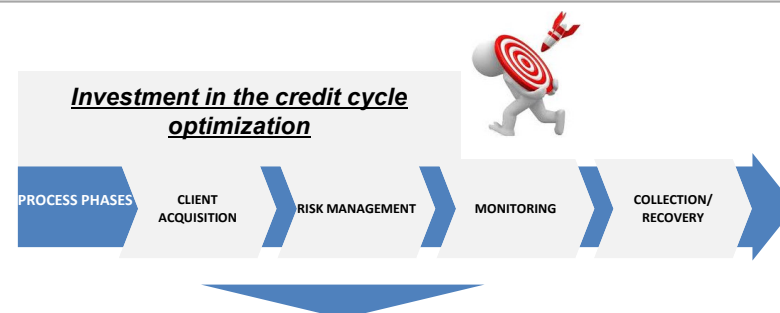 Investment in the credit cycle
optimization
PROCESS PHASES
CLIENT
ACQUISITION
RISK MANAGEMENT
MONITORING
COLLECTION/
RECOVERY